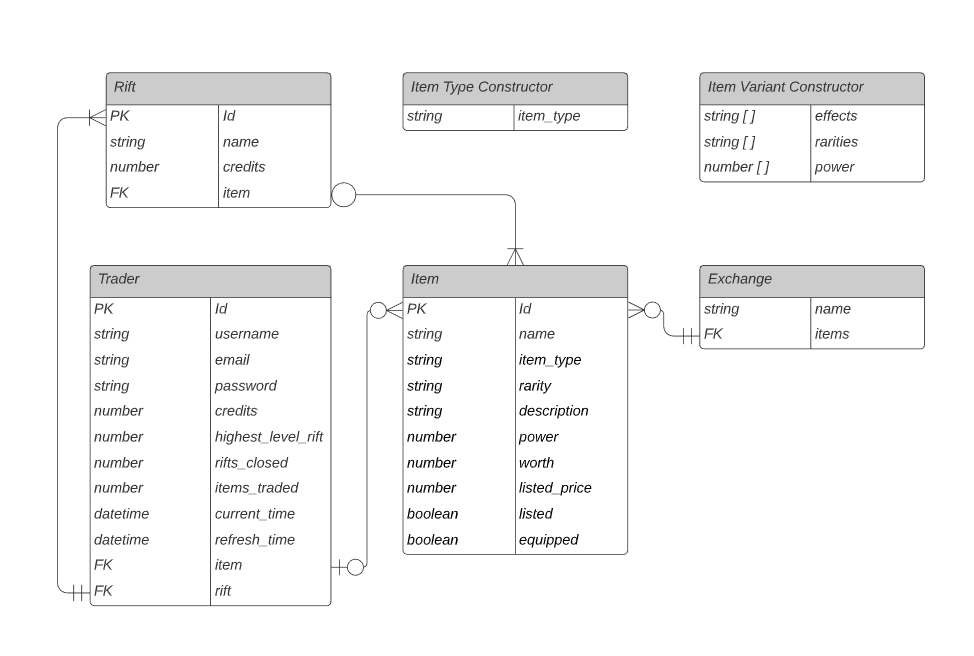 Rift
PK Id
string name
number credits
FK item
Item Type Constructor
string item_type
Item Variant Constructor
string [ ] effects
string [ ] rarities
number [ ] power
Trader
PK Id
string username
string email
string password
number credits
number highest_level_rift
number rifts_closed
number items_traded
datetime current_time
datetime refresh_time
FK item
FK rift
Item
PK Id
string name
string item_type
string rarity
string description
number power
number worth
number listed_price
boolean listed
boolean equipped
Exchange
string name
FK items